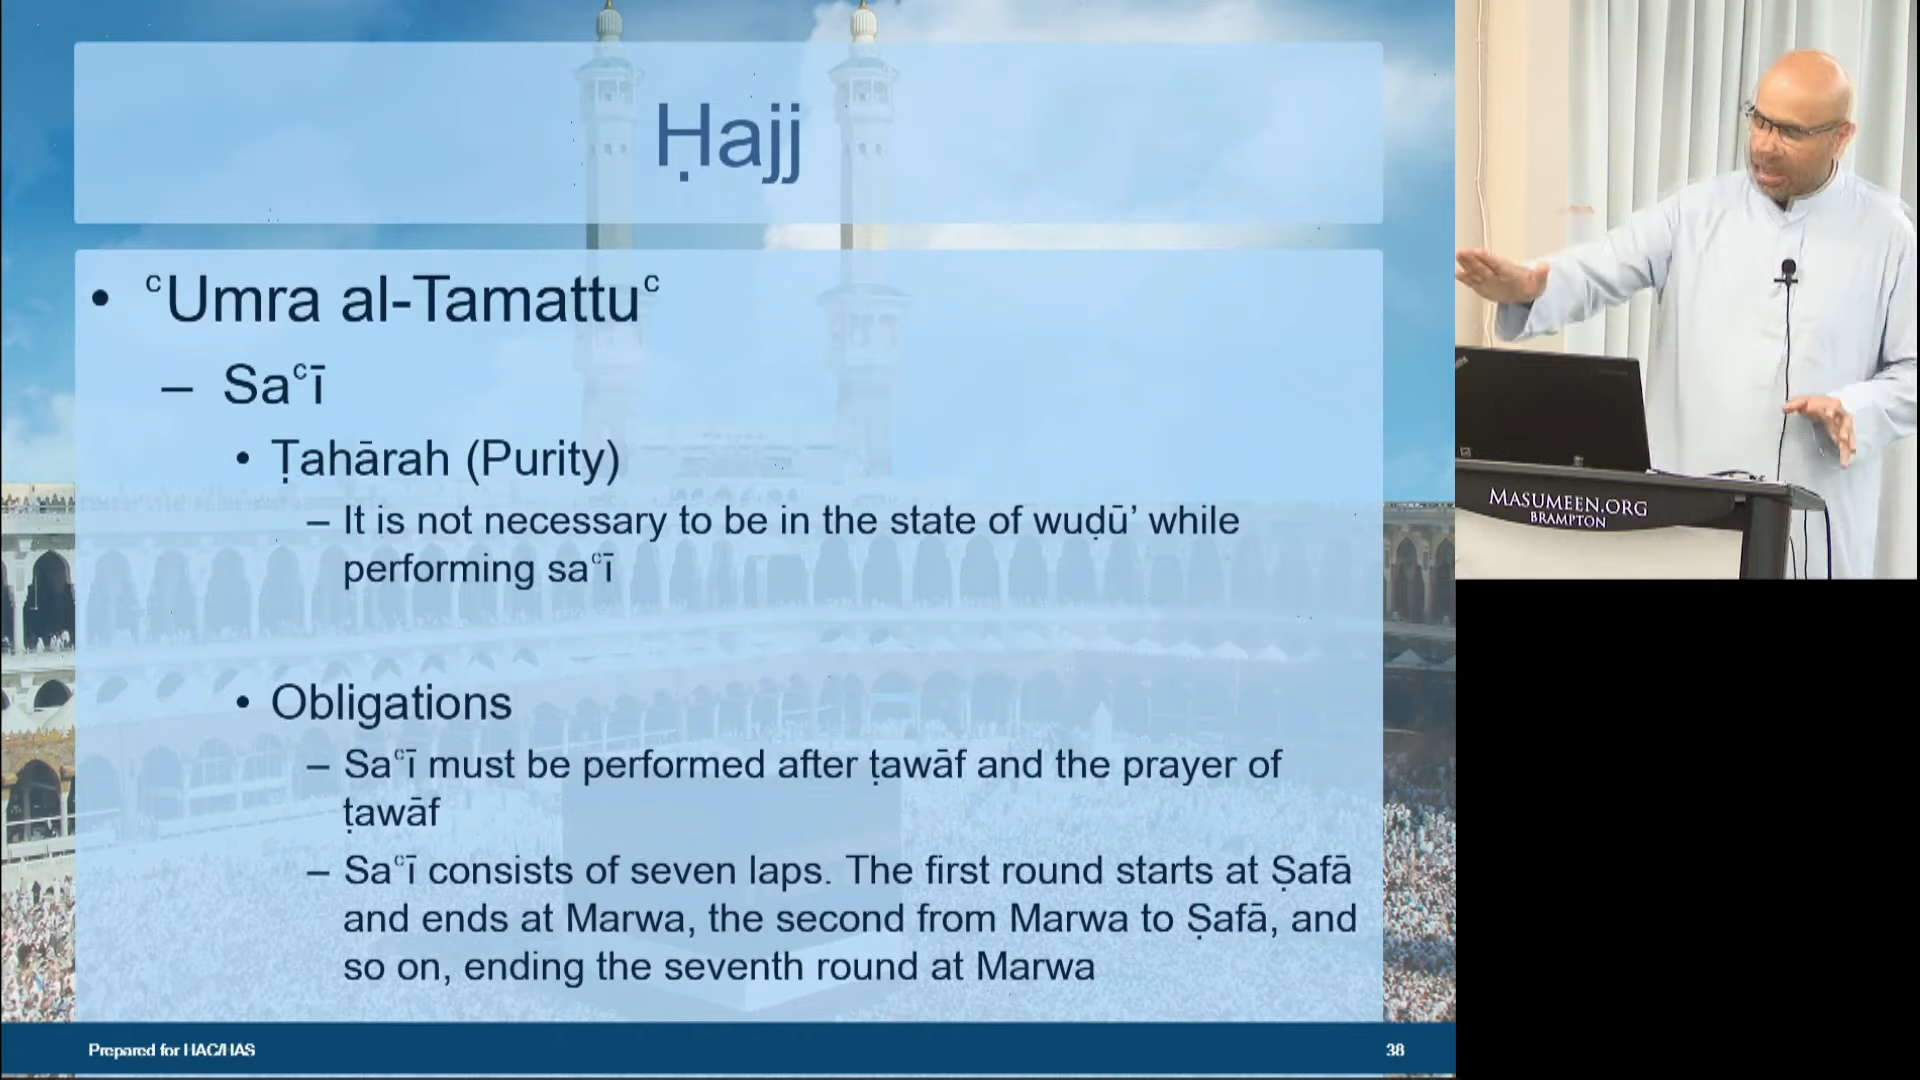 Ḥajj
• ᶜUmra al-Tamattuᶜ
– Saᶜī
• Ṭahārah (Purity)
– It is not necessary to be in the state of wuḍū’ while
performing saᶜī
• Obligations
– Saᶜī must be performed after ṭawāf and the prayer of
ṭawāf
– Saᶜī consists of seven laps. The first round starts at Ṣafā
and ends at Marwa, the second from Marwa to Ṣafā, and
so on, ending the seventh round at Marwa
Prepared for HAC/HAS
38
MASUMEEN.ORG
BRAMPTON